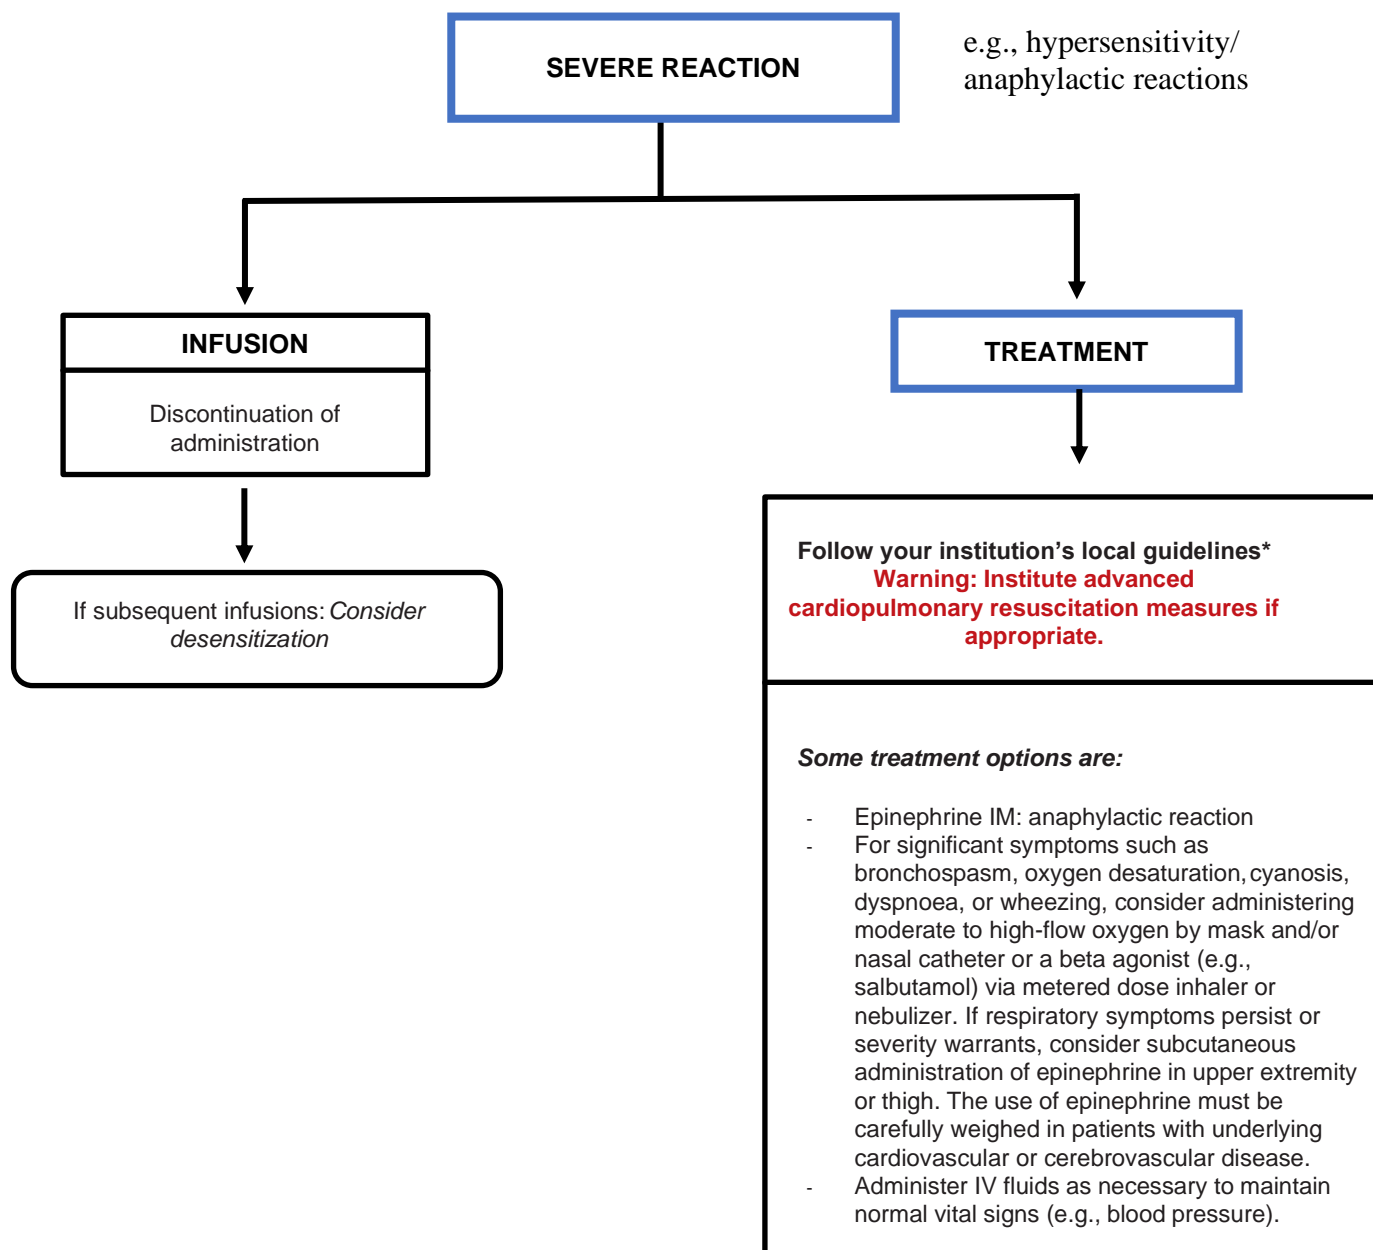 SEVERE REACTION
e.g., hypersensitivity/
anaphylactic reactions
INFUSION
Discontinuation of
administration
If subsequent infusions: Consider
desensitization
TREATMENT
Follow your institution’s local guidelines*
Warning: Institute advanced
cardiopulmonary resuscitation measures if
appropriate.
Some treatment options are:
- Epinephrine IM: anaphylactic reaction
- For significant symptoms such as
bronchospasm, oxygen desaturation, cyanosis,
dyspnoea, or wheezing, consider administering
moderate to high-flow oxygen by mask and/or
nasal catheter or a beta agonist (e.g.,
salbutamol) via metered dose inhaler or
nebulizer. If respiratory symptoms persist or
severity warrants, consider subcutaneous
administration of epinephrine in upper extremity
or thigh. The use of epinephrine must be
carefully weighed in patients with underlying
cardiovascular or cerebrovascular disease.
- Administer IV fluids as necessary to maintain
normal vital signs (e.g., blood pressure).